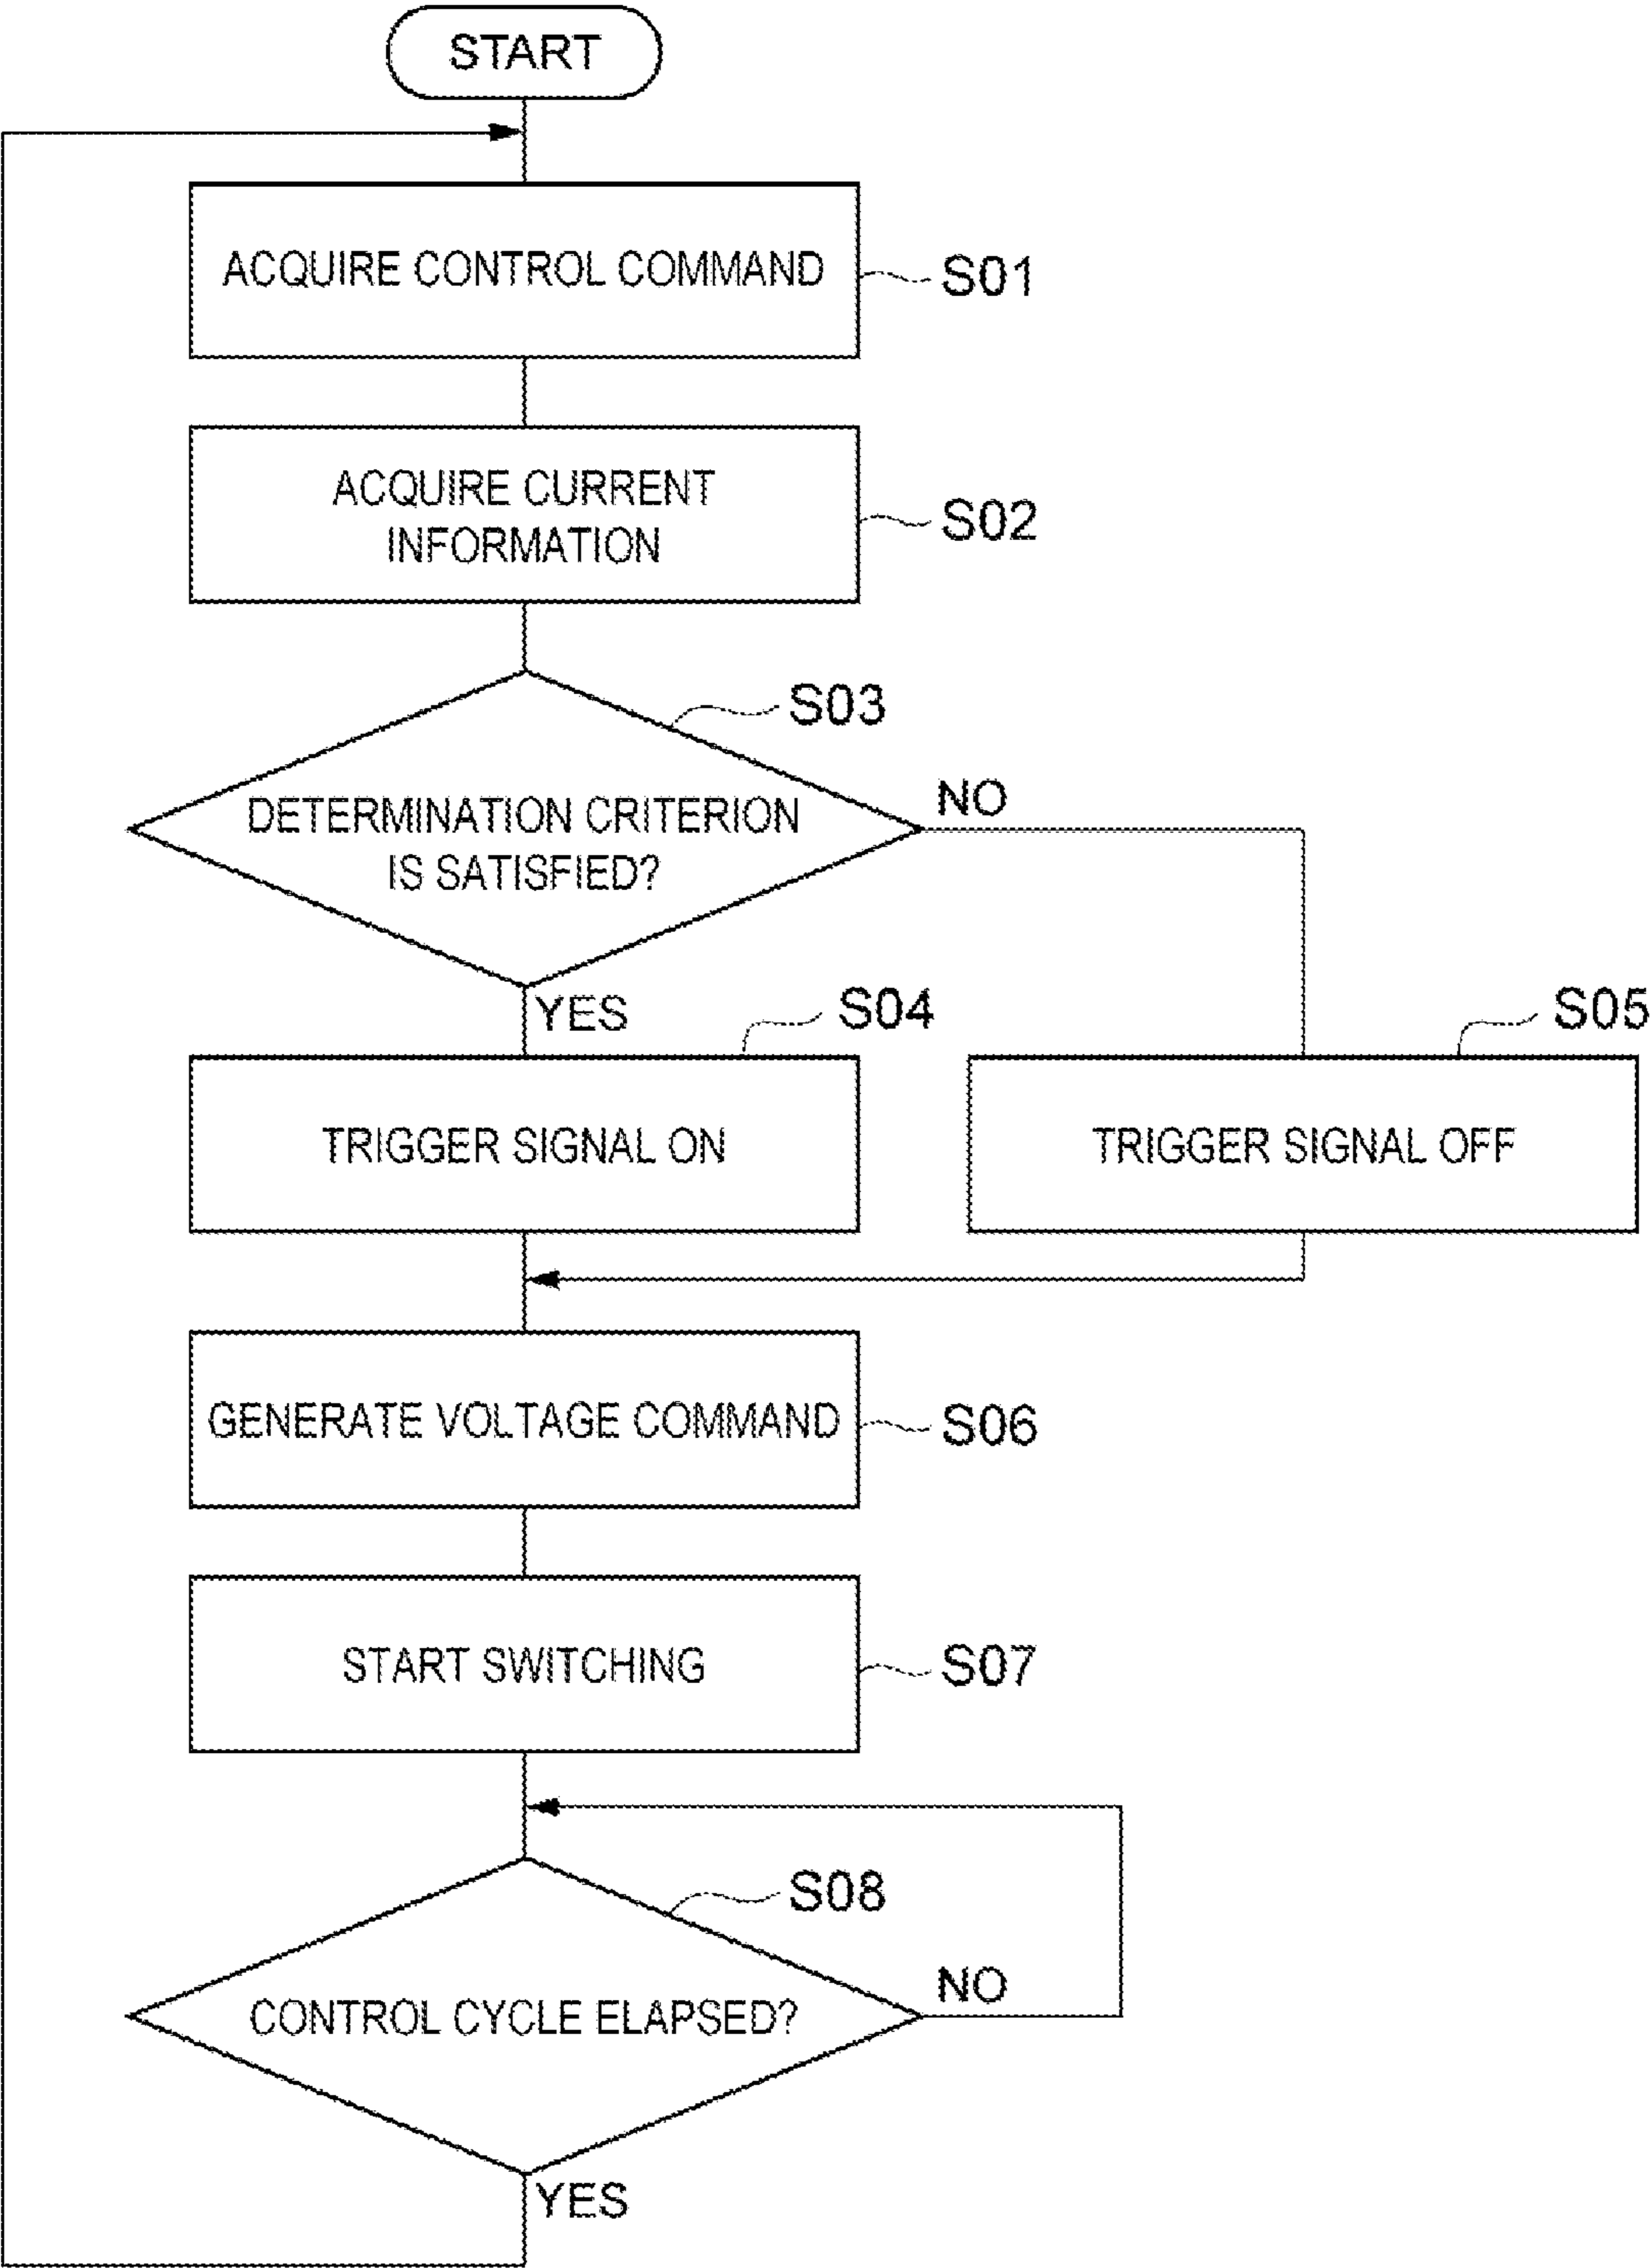 START
ACQUIRE CONTROL COMMAND
S01
ACQUIRE CURRENT
INFORMATION
S02
S03
DETERMINATION CRITERION
IS SATISFIED?
NO
YES
S04
S05
TRIGGER SIGNAL ON
TRIGGER SIGNAL OFF
GENERATE VOLTAGE COMMAND
S06
START SWITCHING
S07
S08
CONTROL CYCLE ELAPSED?
NO
YES